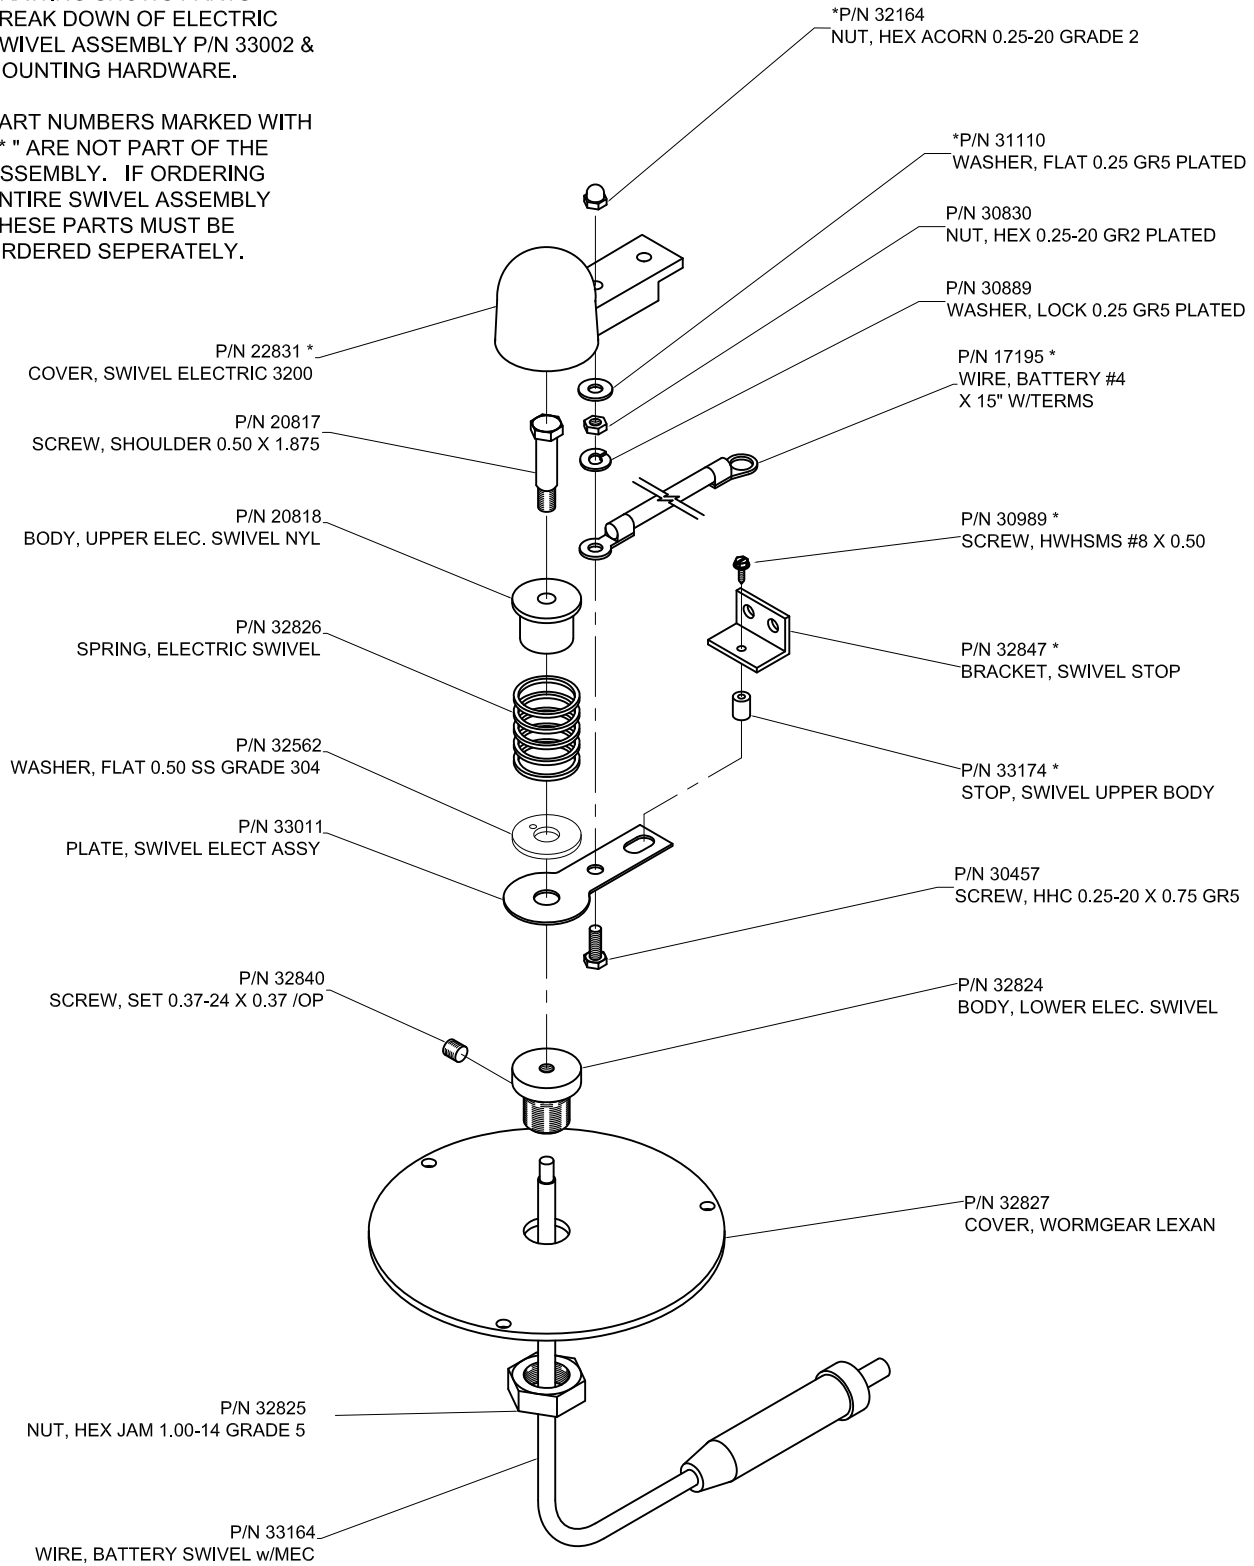 REAK DOWN OF ELECTRIC
WIVEL ASSEMBLY P/N 33002 &
OUNTING HARDWARE.
ART NUMBERS MARKED WITH
* " ARE NOT PART OF THE
SSEMBLY. IF ORDERING
NTIRE SWIVEL ASSEMBLY
HESE PARTS MUST BE
RDERED SEPERATELY.
*P/N 32164
NUT, HEX ACORN 0.25-20 GRADE 2
*P/N 31110
WASHER, FLAT 0.25 GR5 PLATED
P/N 30830
NUT, HEX 0.25-20 GR2 PLATED
P/N 30889
WASHER, LOCK 0.25 GR5 PLATED
P/N 22831 *
COVER, SWIVEL ELECTRIC 3200
P/N 17195 *
WIRE, BATTERY #4
X 15" W/TERMS
P/N 20817
SCREW, SHOULDER 0.50 X 1.875
P/N 20818
BODY, UPPER ELEC. SWIVEL NYL
P/N 30989 *
SCREW, HWHSMS #8 X 0.50
P/N 32826
SPRING, ELECTRIC SWIVEL
P/N 32847 *
BRACKET, SWIVEL STOP
P/N 32562
WASHER, FLAT 0.50 SS GRADE 304
P/N 33174 *
STOP, SWIVEL UPPER BODY
P/N 33011
PLATE, SWIVEL ELECT ASSY
P/N 30457
SCREW, HHC 0.25-20 X 0.75 GR5
P/N 32840
SCREW, SET 0.37-24 X 0.37 /OP
P/N 32824
BODY, LOWER ELEC. SWIVEL
P/N 32827
COVER, WORMGEAR LEXAN
P/N 32825
NUT, HEX JAM 1.00-14 GRADE 5
P/N 33164
WIRE, BATTERY SWIVEL w/MEC